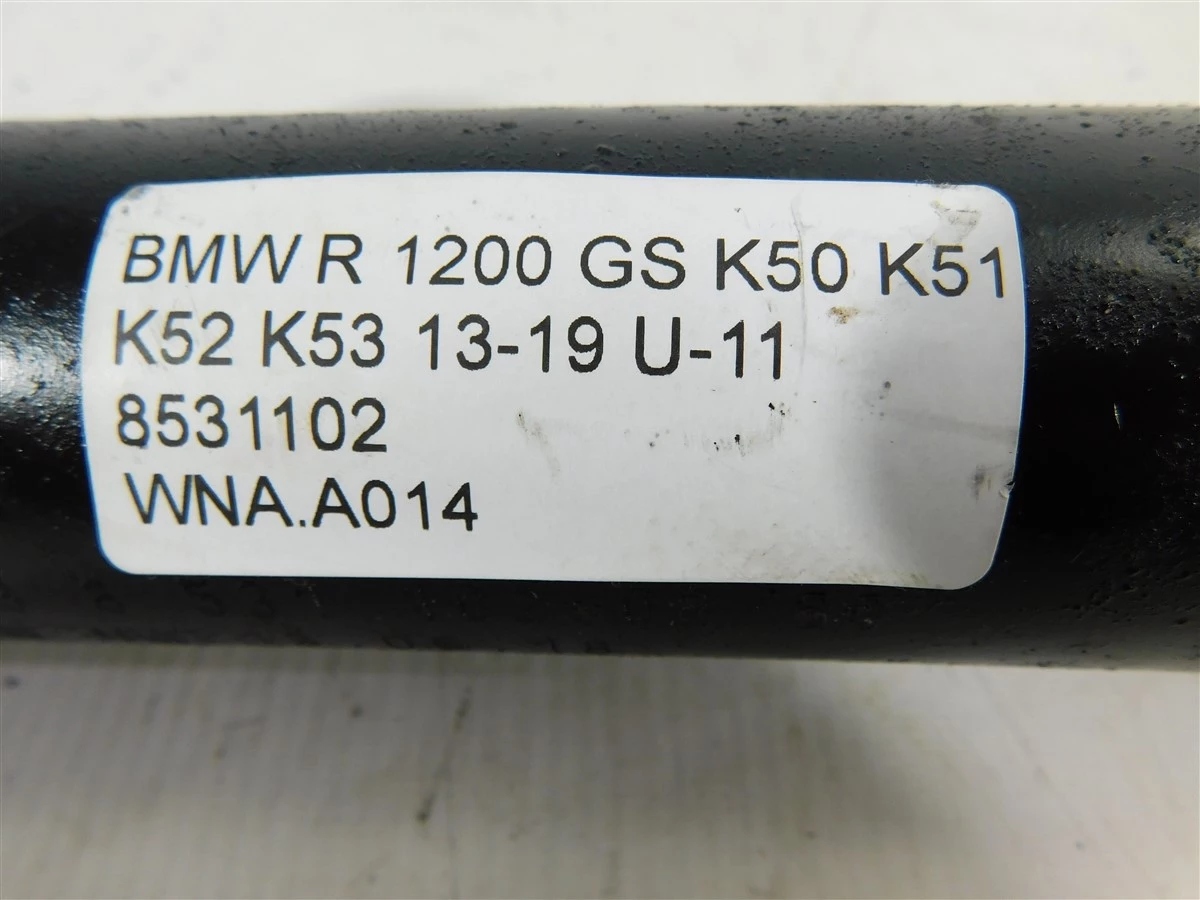 BMW R 1200 GS K50 K51
K52 K53 13-19 U-11
8531102
WNA.A014